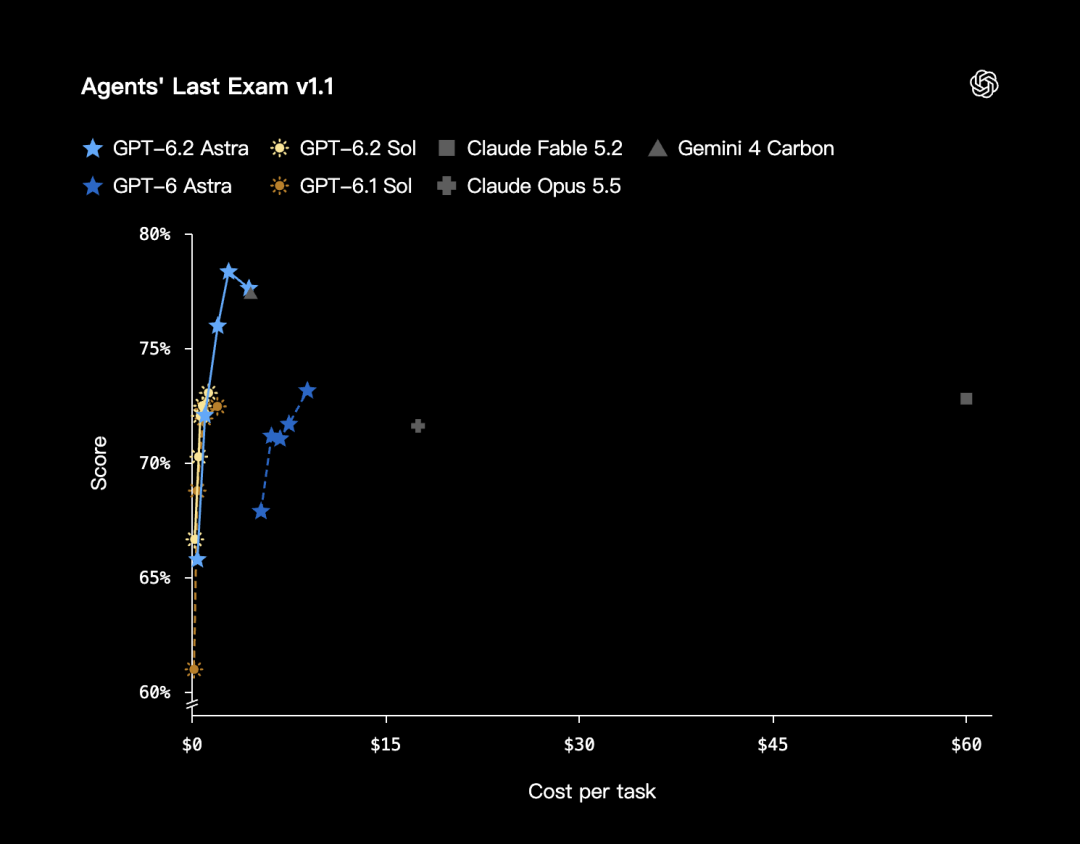 Agents' Last Exam v1.1
GPT-6.2 Astra GPT-6.2 Sol Claude Fable 5.2 Gemini 4 Carbon
GPT-6 Astra GPT-6.1 Sol Claude Opus 5.5
80%
75%
70%
65%
60%
Score
$0 $15 $30 $45 $60
Cost per task